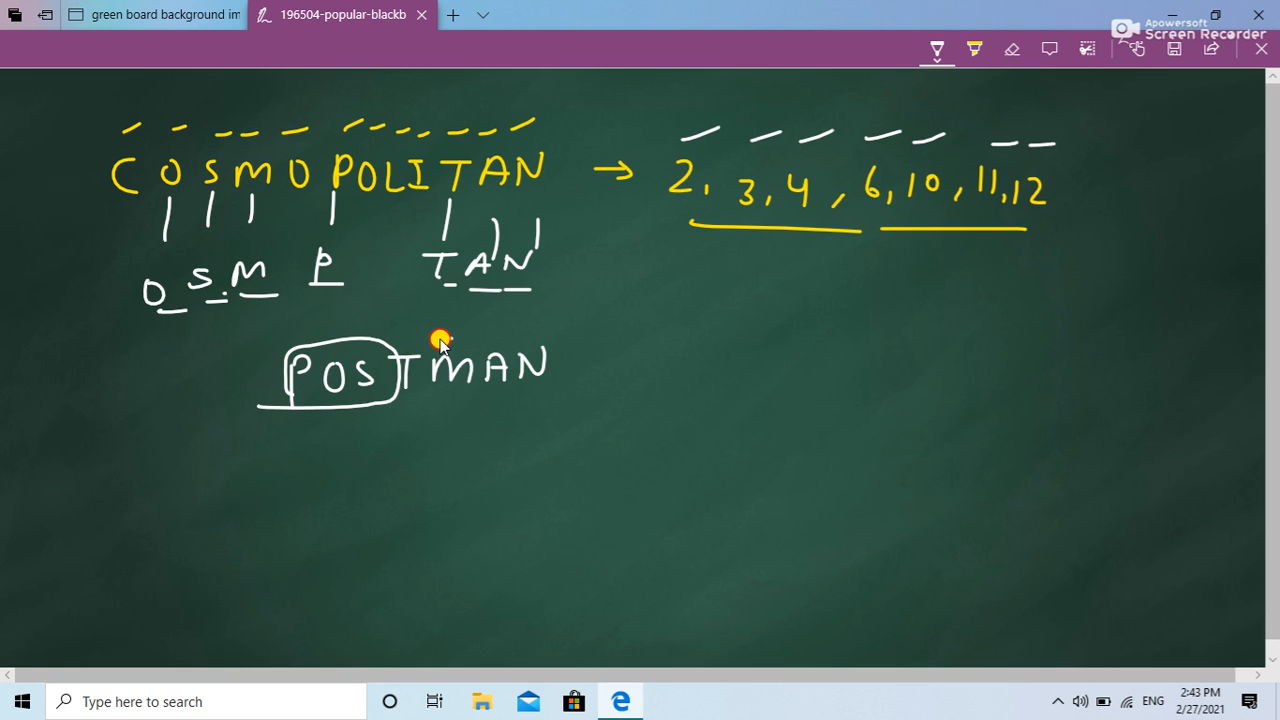 green board background im
196504-popular-blackb
Apowersoft
Screen Recorder
COSMOPOLITAN → 2, 3, 4, 6, 10, 11, 12
O S M P T A N
POSTMAN
Type here to search
ENG
2:43 PM
2/27/2021